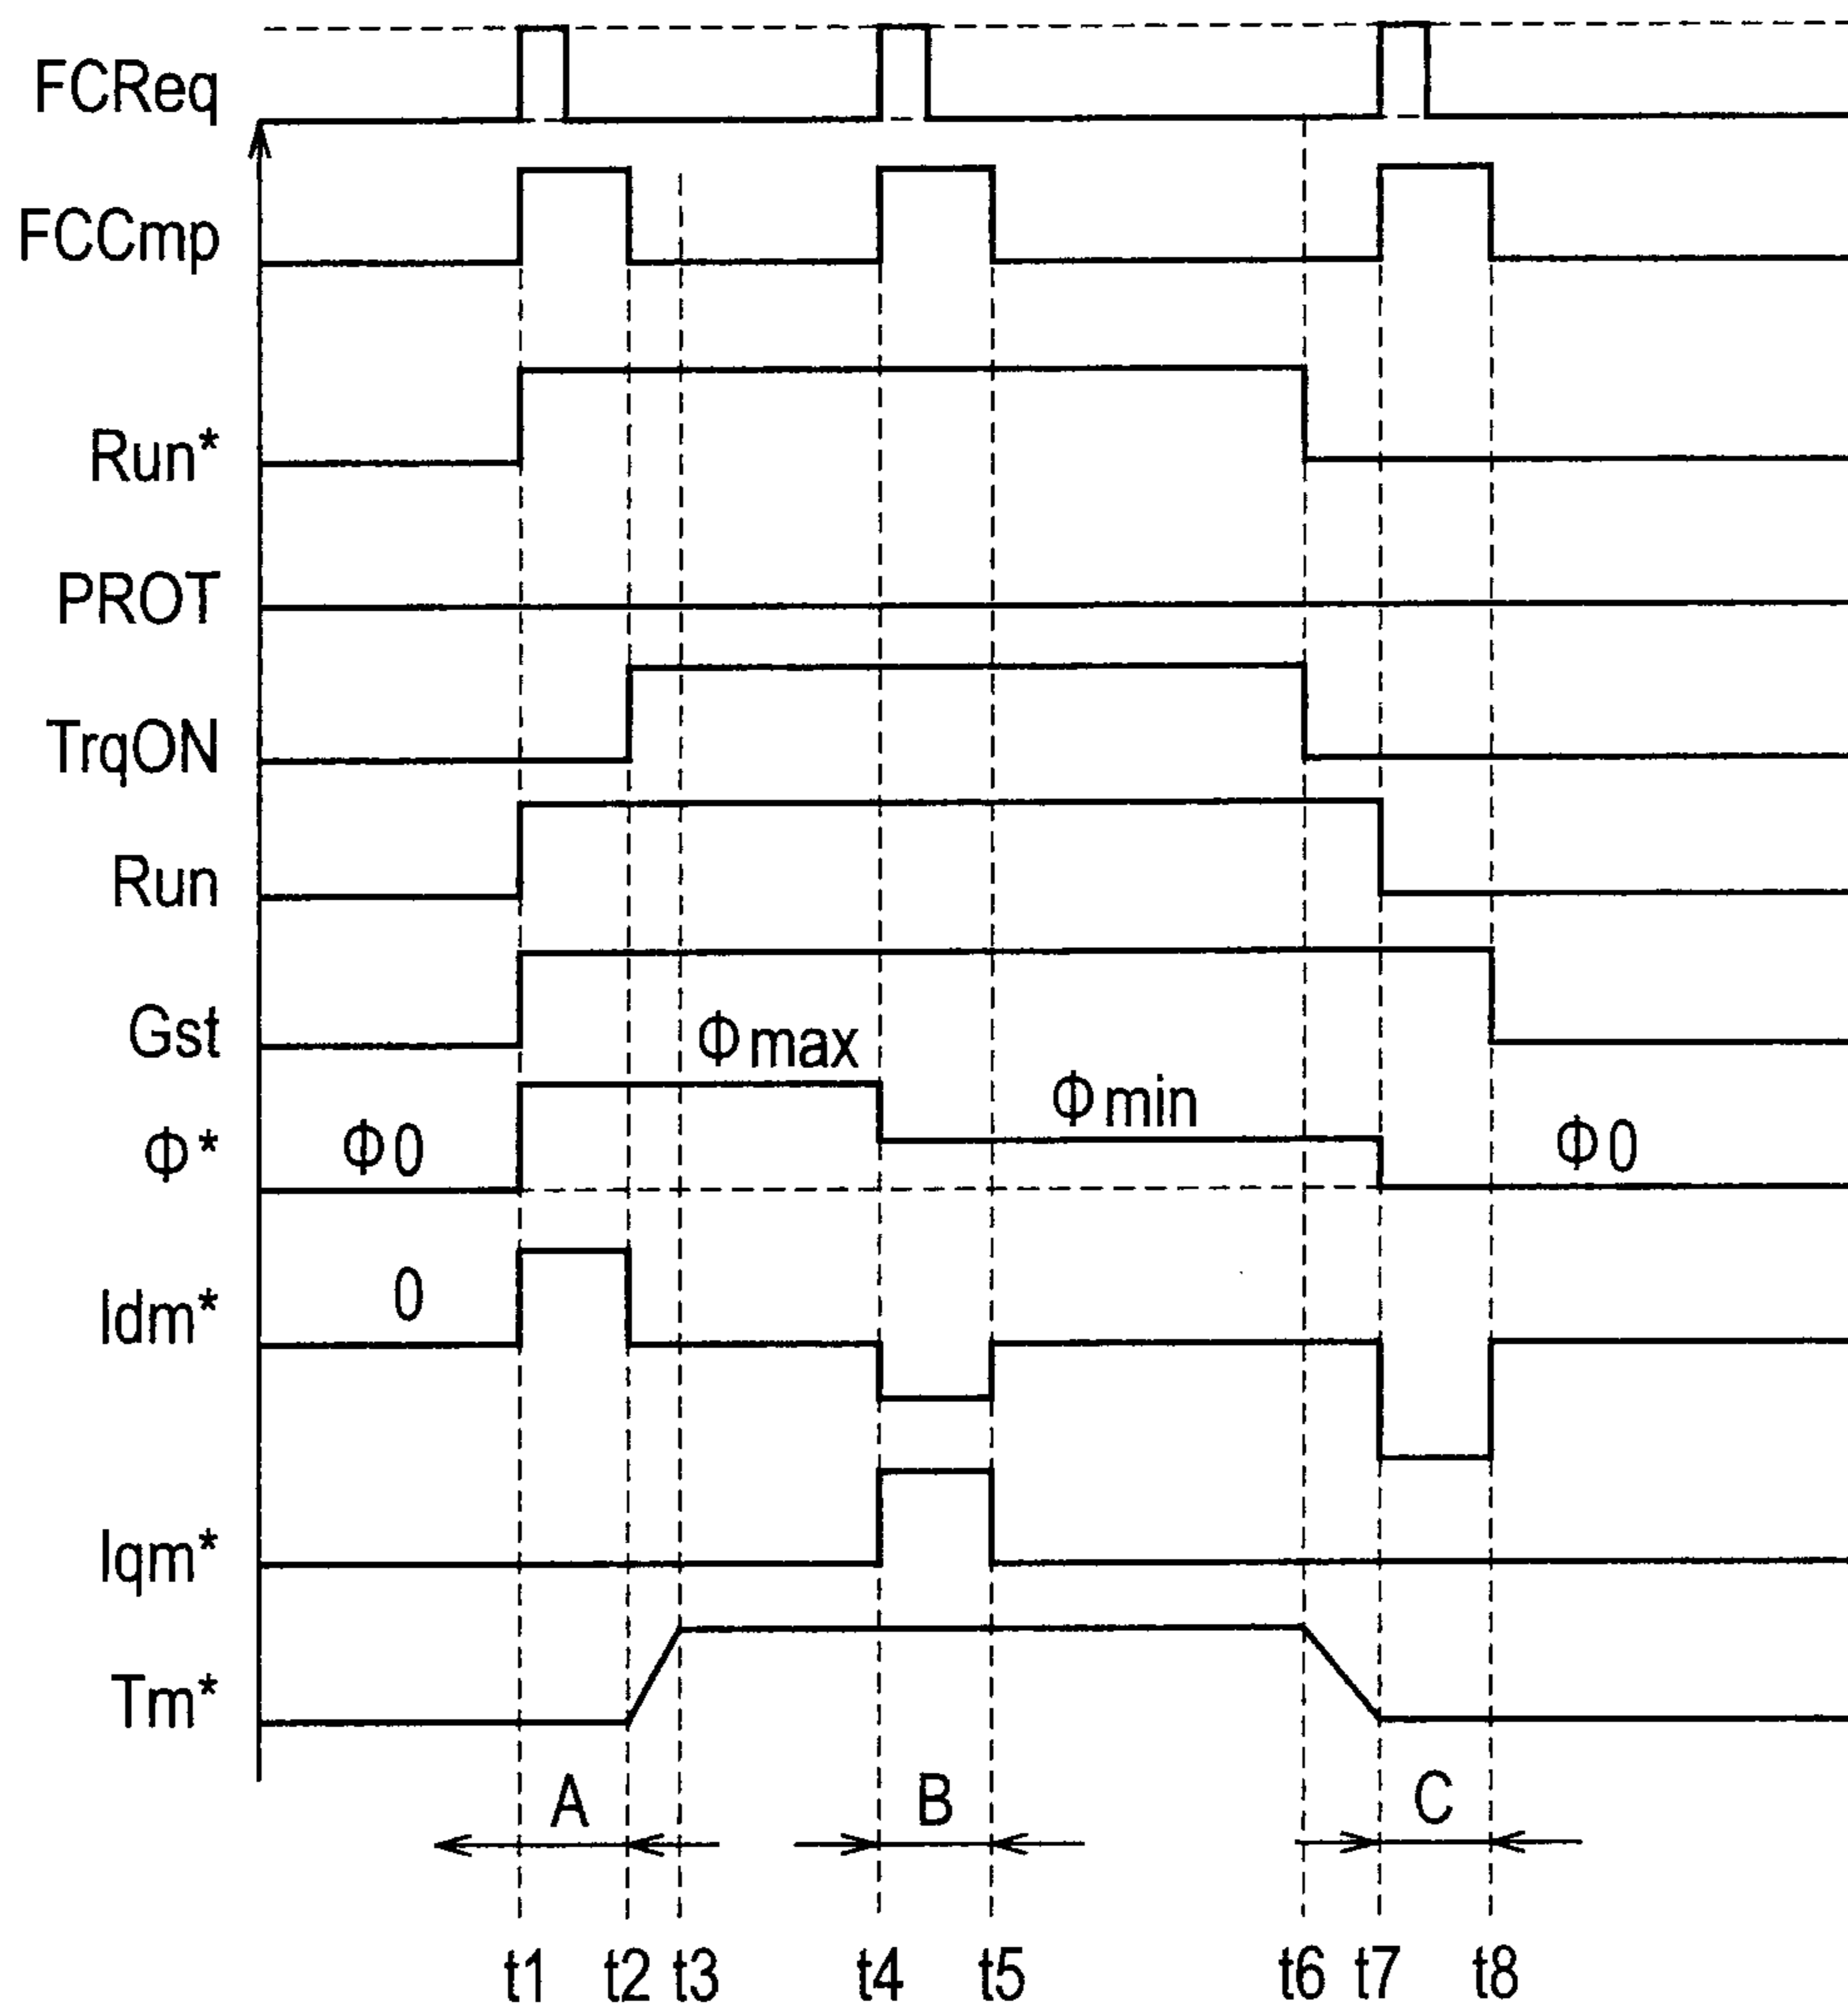 FCReq
FCCmp
Run*
PROT
TrqON
Run
Gst
Φmax
Φmin
Φ*
Φ0
Φ0
Idm*
0
Iqm*
Tm*
A
B
C
t1
t2
t3
t4
t5
t6
t7
t8